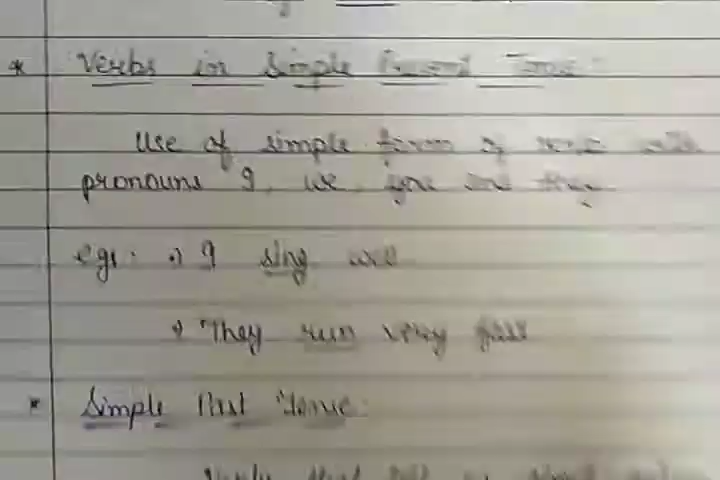 * Verbs in Simple Present Tense :
Use of simple form of verb with
pronouns I, we, you and they
eg:- •) I sing well
•) They run very fast
* Simple Past Tense :